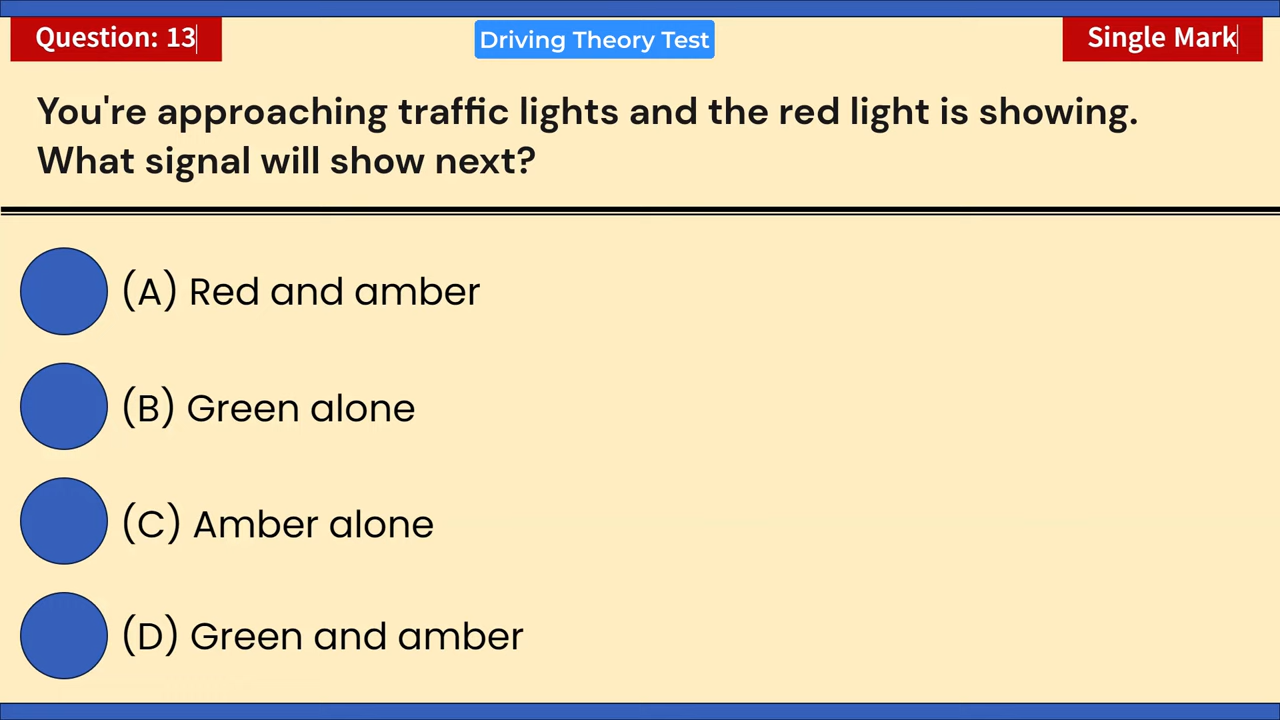 Question: 13
Driving Theory Test
Single Mark
You're approaching traffic lights and the red light is showing.
What signal will show next?
(A) Red and amber
(B) Green alone
(C) Amber alone
(D) Green and amber